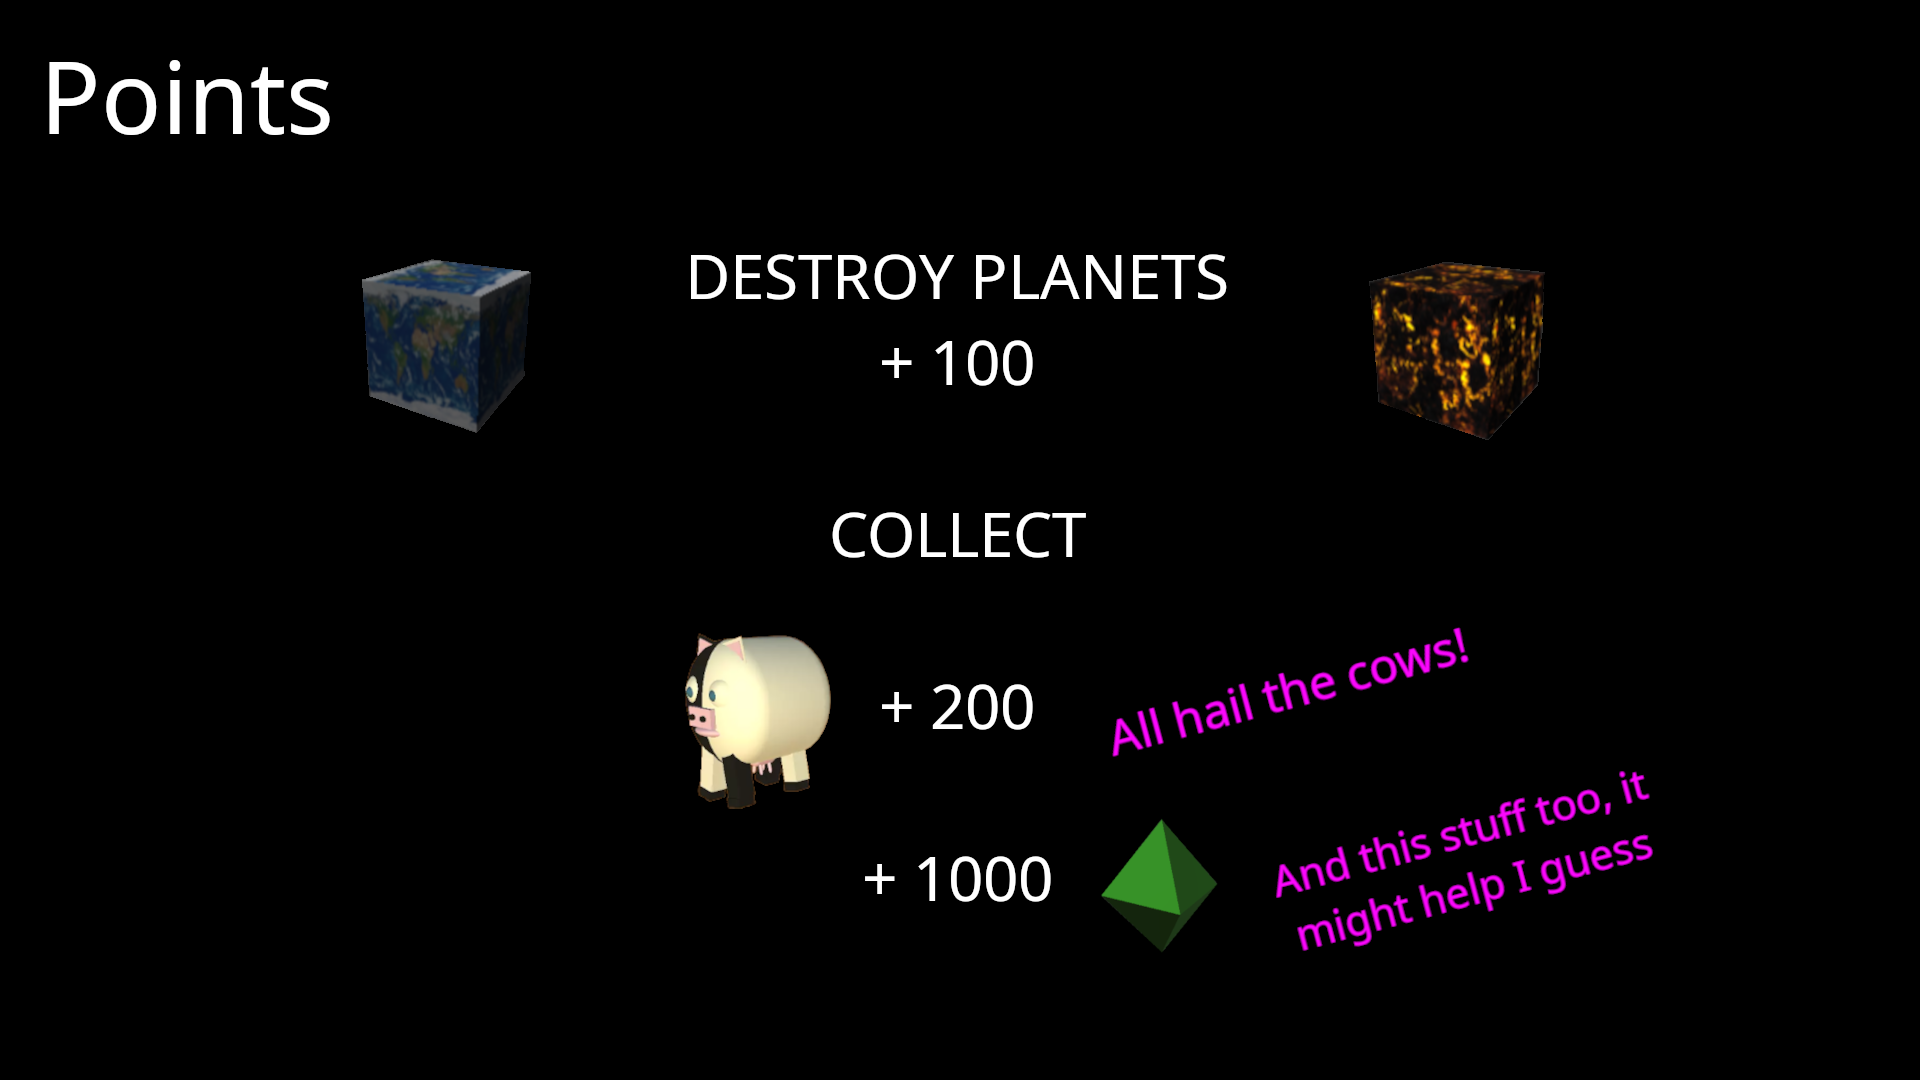 Points
DESTROY PLANETS
+ 100
COLLECT
+ 200
All hail the cows!
+ 1000
And this stuff too, it
might help I guess